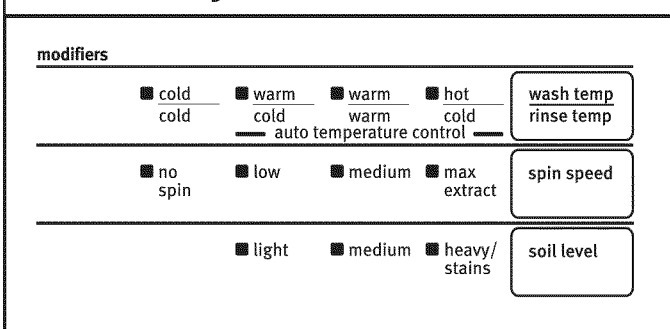 modifiers
cold warm warm hot wash temp
cold cold warm cold rinse temp
auto temperature control
no spin low medium max extract spin speed
light medium heavy/ stains soil level